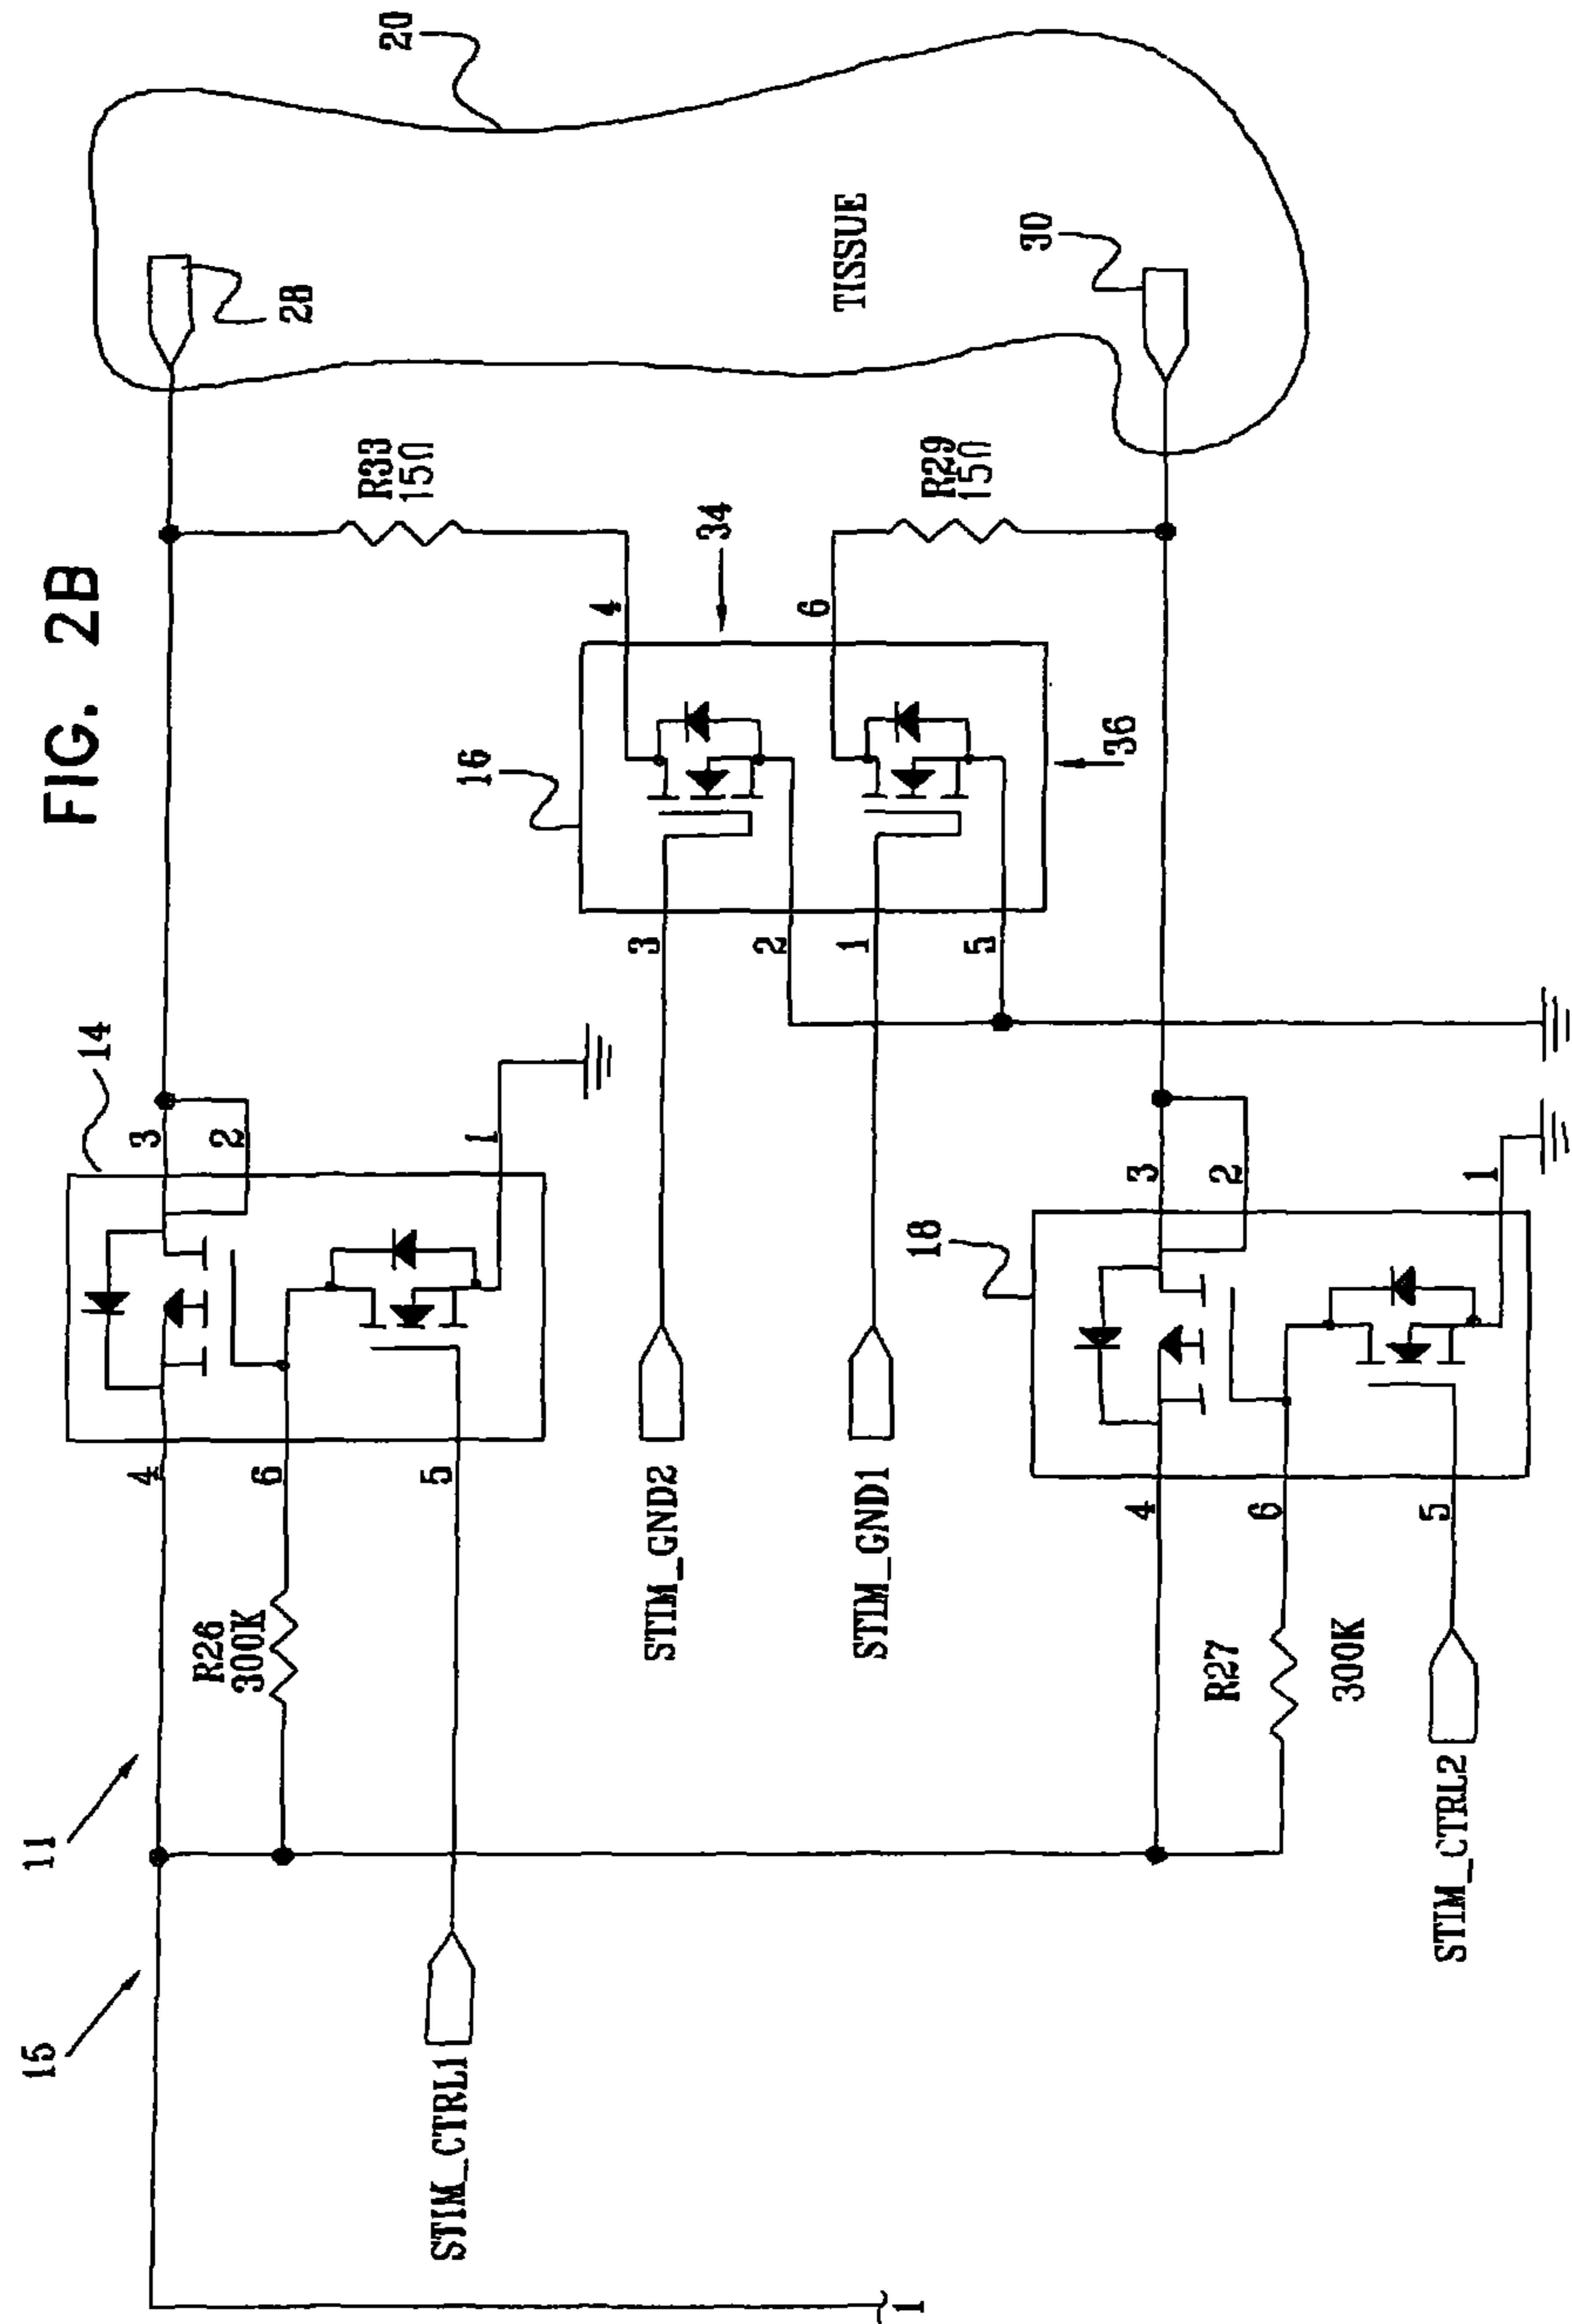 FIG. 2B
15
11
14
20
4
3
2
28
R26
300K
6
5
1
R33
15Ω
STIM_CTRL1
16
34
4
3
2
STIM_GND2
6
1
5
STIM_GND1
TISSUE
R29
15Ω
36
30
18
4
3
2
R27
300K
6
5
1
STIM_CTRL2
1